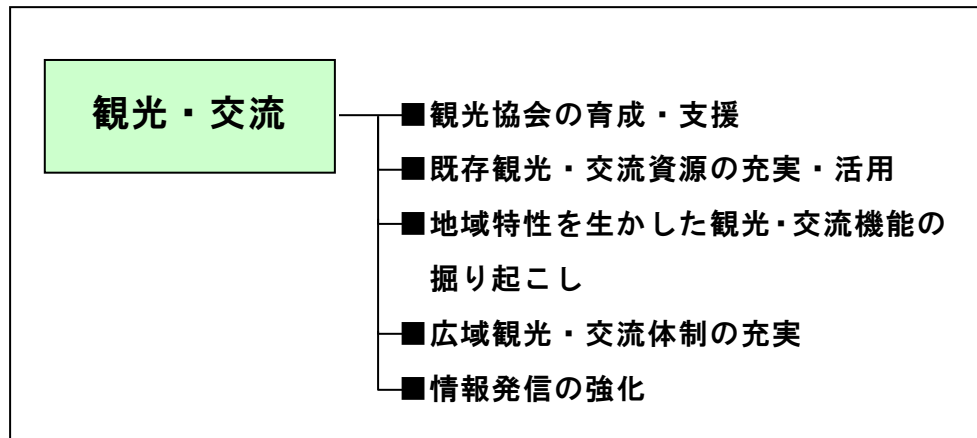 観光・交流
■観光協会の育成・支援
■既存観光・交流資源の充実・活用
■地域特性を生かした観光・交流機能の
掘り起こし
■広域観光・交流体制の充実
■情報発信の強化